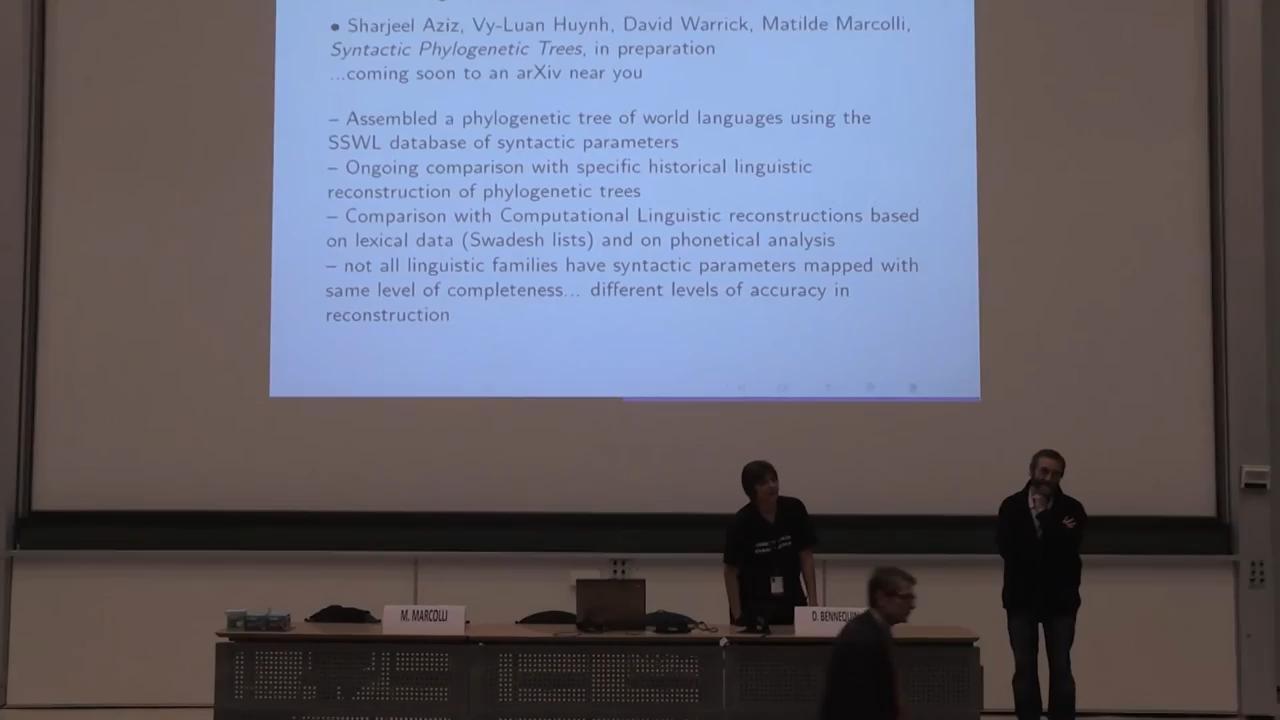 • Sharjeel Aziz, Vy-Luan Huynh, David Warrick, Matilde Marcolli,
Syntactic Phylogenetic Trees, in preparation
...coming soon to an arXiv near you
– Assembled a phylogenetic tree of world languages using the
SSWL database of syntactic parameters
– Ongoing comparison with specific historical linguistic
reconstruction of phylogenetic trees
– Comparison with Computational Linguistic reconstructions based
on lexical data (Swadesh lists) and on phonetical analysis
– not all linguistic families have syntactic parameters mapped with
same level of completeness... different levels of accuracy in
reconstruction
M. MARCOLLI
D. BENNEQUIN